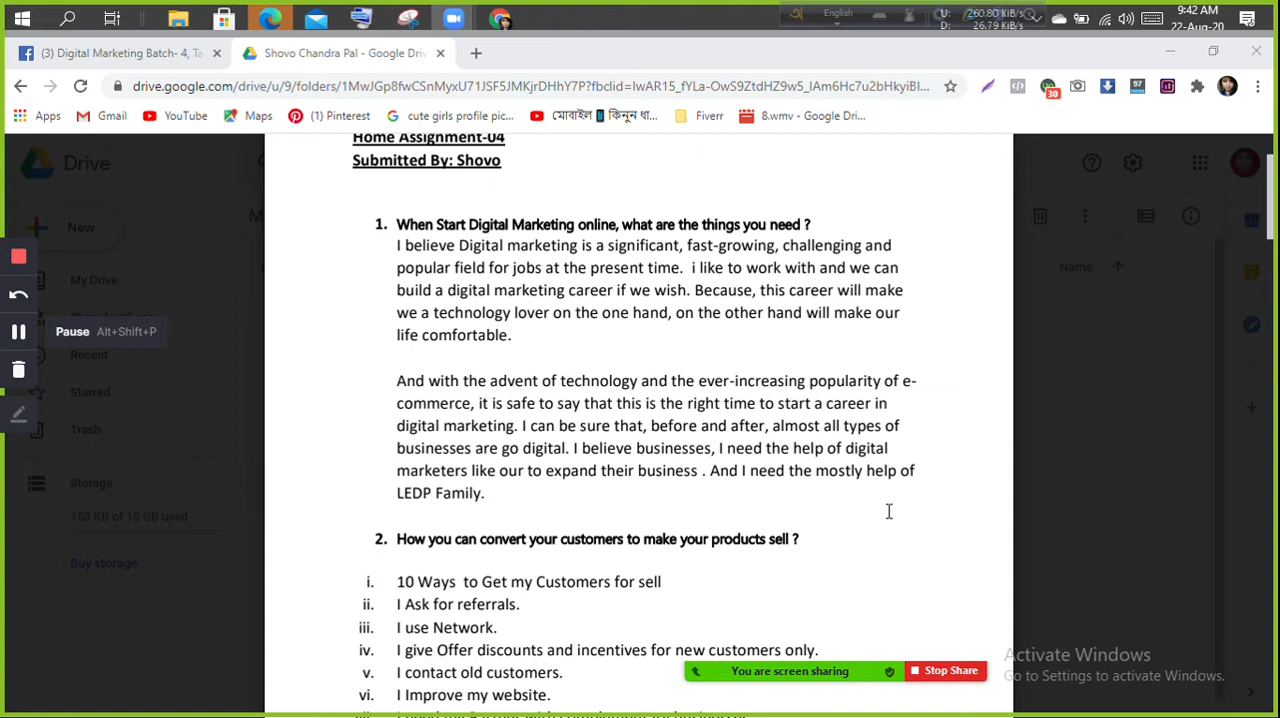 English
U: 260.80 KiB/s
D: 26.79 KiB/s
9:42 AM
22-Aug-20
(3) Digital Marketing Batch- 4, Ta
Shovo Chandra Pal - Google Driv
drive.google.com/drive/u/9/folders/1MwJGp8fwCSnMyxU71JSF5JMKjrDHhY7P?fbclid=IwAR15_fYLa-OwS9ZtdHZ9w5_lAm6Hc7u2bHkyiBl...
30
97
Apps
Gmail
YouTube
Maps
(1) Pinterest
cute girls profile pic...
মোবাইল কিনুন ধা...
Fiverr
8.wmv - Google Dri...
Drive
New
My Drive
Recent
Starred
Trash
Storage
153 KB of 15 GB used
Buy storage
Name
Pause Alt+Shift+P
Home Assignment-04
Submitted By: Shovo
1. When Start Digital Marketing online, what are the things you need ?
I believe Digital marketing is a significant, fast-growing, challenging and
popular field for jobs at the present time. i like to work with and we can
build a digital marketing career if we wish. Because, this career will make
we a technology lover on the one hand, on the other hand will make our
life comfortable.
And with the advent of technology and the ever-increasing popularity of e-
commerce, it is safe to say that this is the right time to start a career in
digital marketing. I can be sure that, before and after, almost all types of
businesses are go digital. I believe businesses, I need the help of digital
marketers like our to expand their business . And I need the mostly help of
LEDP Family.
2. How you can convert your customers to make your products sell ?
i. 10 Ways to Get my Customers for sell
ii. I Ask for referrals.
iii. I use Network.
iv. I give Offer discounts and incentives for new customers only.
v. I contact old customers.
vi. I Improve my website.
You are screen sharing
Stop Share
Activate Windows
Go to Settings to activate Windows.